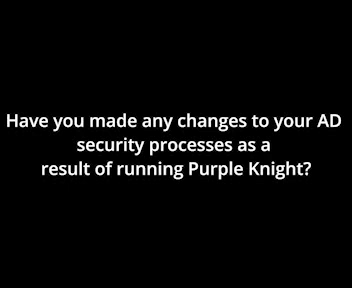 Have you made any changes to your AD
security processes as a
result of running Purple Knight?